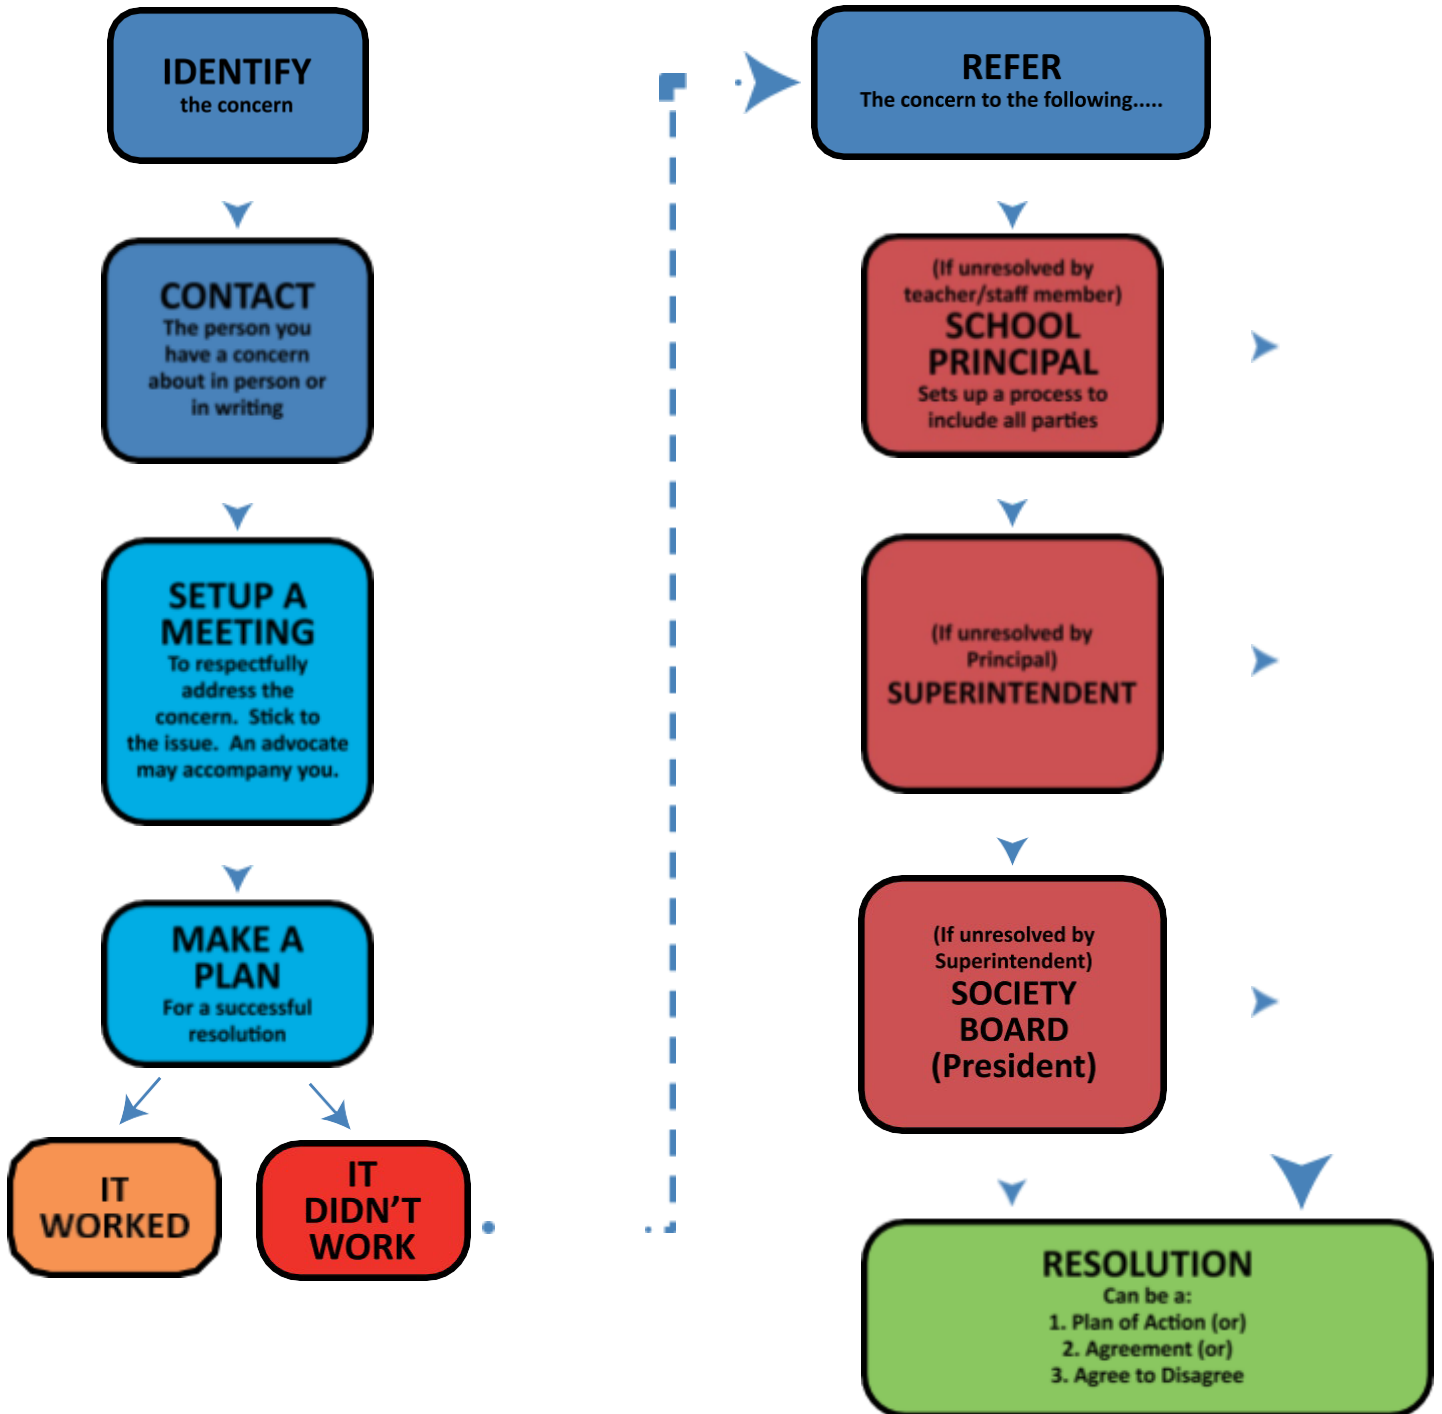 IDENTIFY
the concern
CONTACT
The person you
have a concern
about in person or
in writing
SETUP A
MEETING
To respectfully
address the
concern.  Stick to
the issue.  An advocate
may accompany you.
MAKE A
PLAN
For a successful
resolution
IT
WORKED
IT
DIDN’T
WORK
REFER
The concern to the following.....
(If unresolved by
teacher/staff member)
SCHOOL
PRINCIPAL
Sets up a process to
include all parties
(If unresolved by
Principal)
SUPERINTENDENT
(If unresolved by
Superintendent)
SOCIETY
BOARD
(President)
RESOLUTION
Can be a:
1. Plan of Action (or)
2. Agreement (or)
3. Agree to Disagree